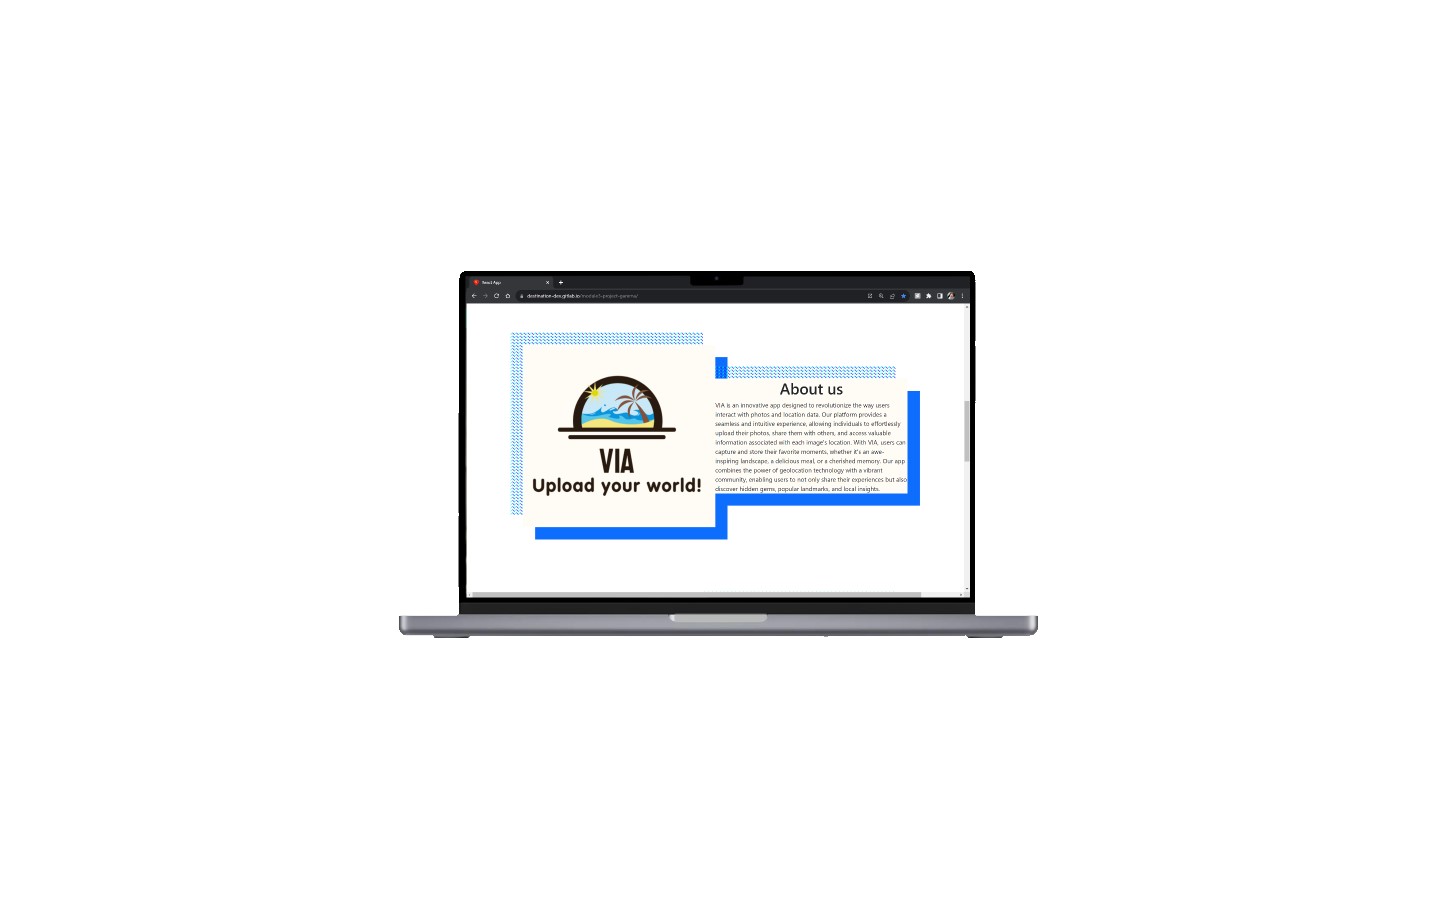 React App
destination-dev.gitlab.io/module3-project-gamma/
VIA
Upload your world!
About us
VIA is an innovative app designed to revolutionize the way users
interact with photos and location data. Our platform provides a
seamless and intuitive experience, allowing individuals to effortlessly
upload their photos, share them with others, and access valuable
information associated with each image's location. With VIA, users can
capture and store their favorite moments, whether it's an awe-
inspiring landscape, a delicious meal, or a cherished memory. Our app
combines the power of geolocation technology with a vibrant
community, enabling users to not only share their experiences but also
discover hidden gems, popular landmarks, and local insights.